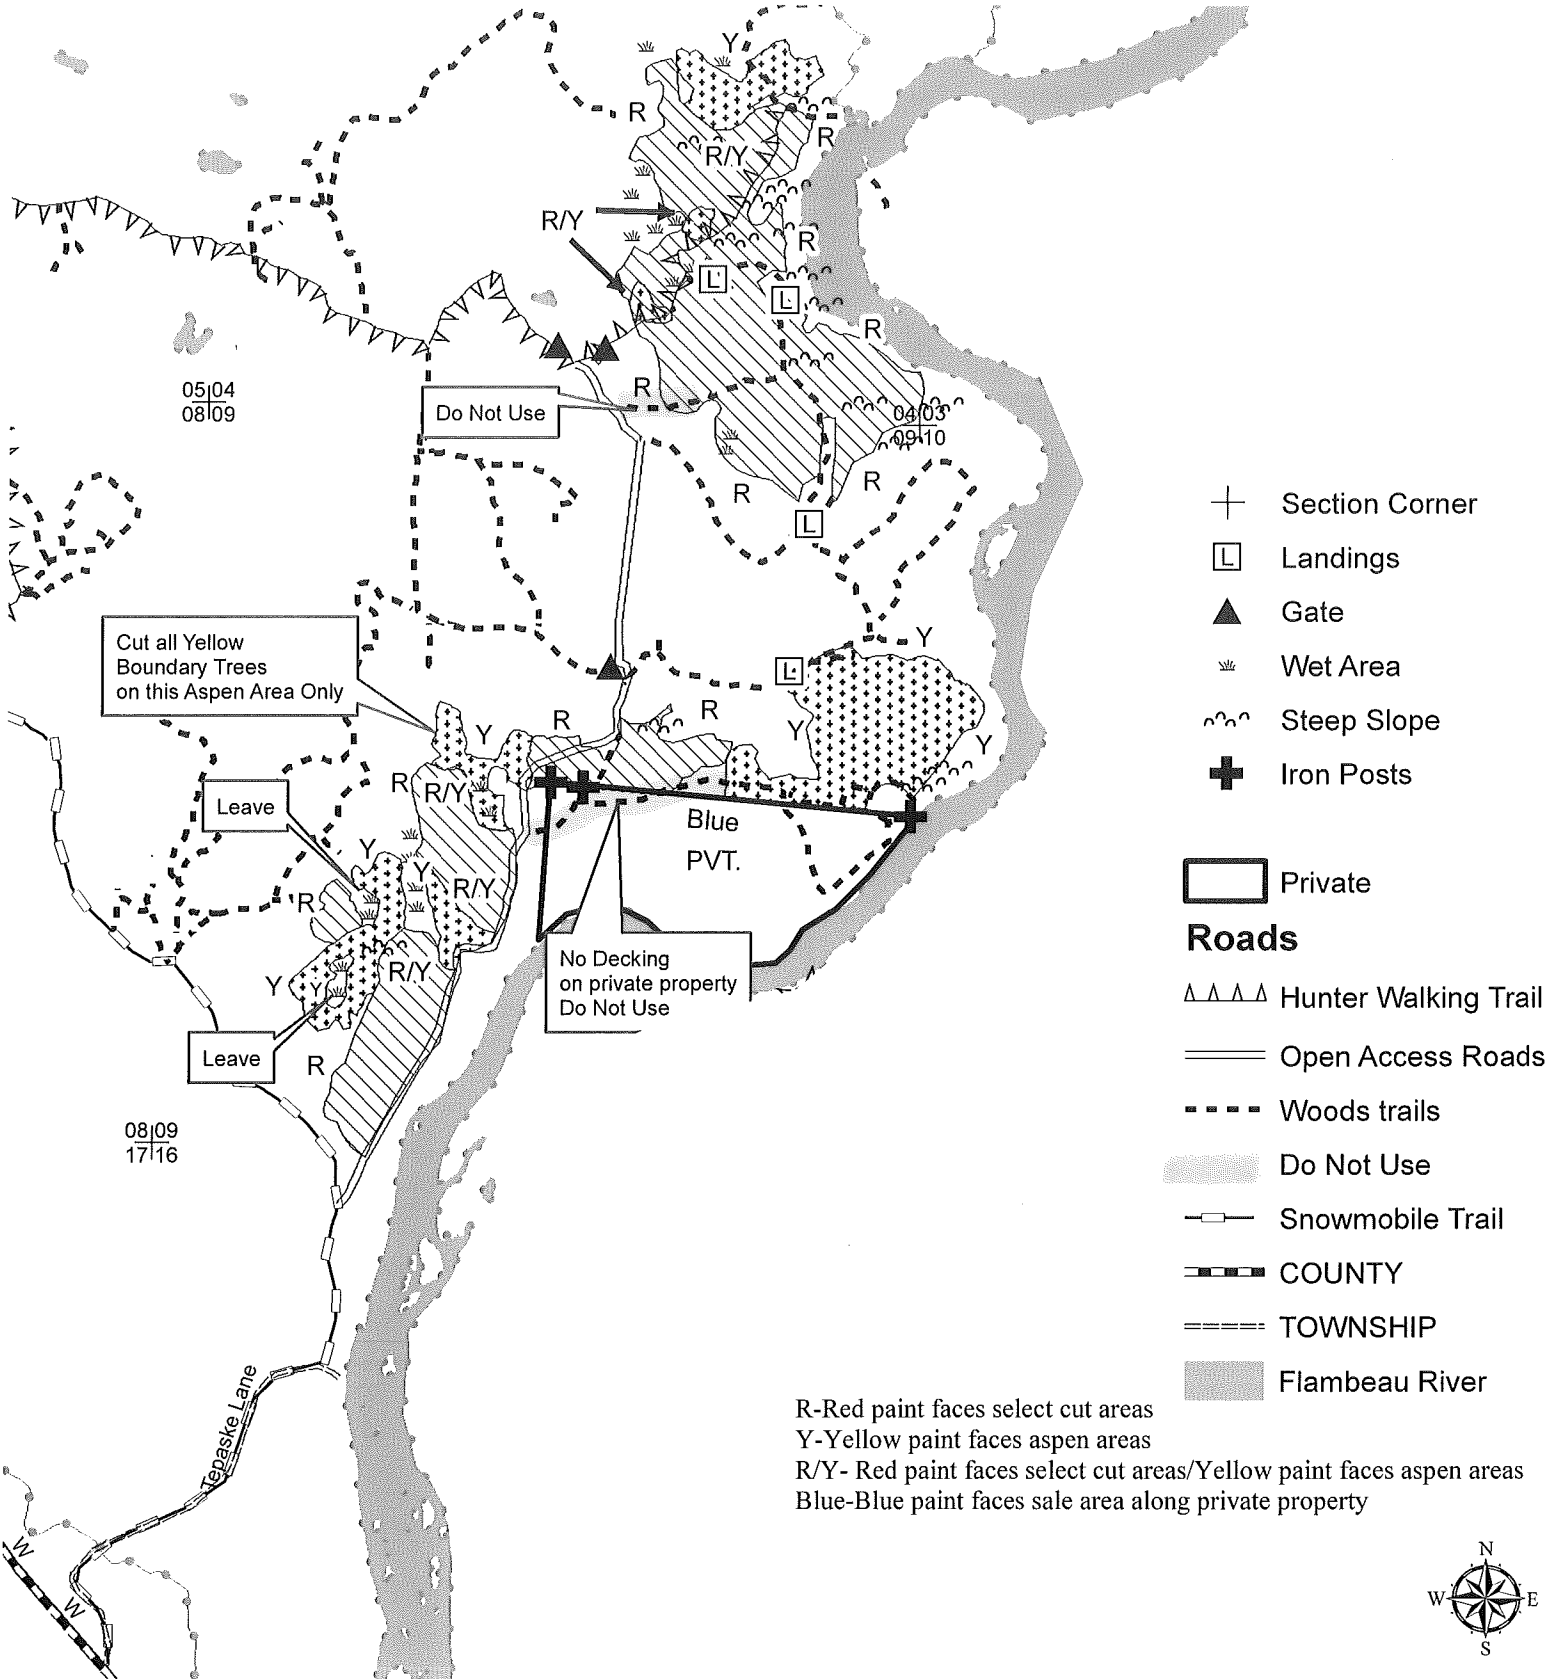 Y
R
R
R/Y
R/Y
R
L
L
R
R
05 04
08 09
Do Not Use
04 03
09 10
R
R
L
Section Corner
L Landings
Gate
Wet Area
Steep Slope
Iron Posts
Private
Roads
Hunter Walking Trail
Open Access Roads
Woods trails
Do Not Use
Snowmobile Trail
COUNTY
TOWNSHIP
Flambeau River
Cut all Yellow
Boundary Trees
on this Aspen Area Only
Y
L
R
R
Y
Y
Y
R
R/Y
Leave
Blue
PVT.
Y
Y
R/Y
R
No Decking
on private property
Do Not Use
R/Y
Y
Y
Leave
R
08 09
17 16
Tepaske Lane
W
W
R-Red paint faces select cut areas
Y-Yellow paint faces aspen areas
R/Y- Red paint faces select cut areas/Yellow paint faces aspen areas
Blue-Blue paint faces sale area along private property
N
W E
S